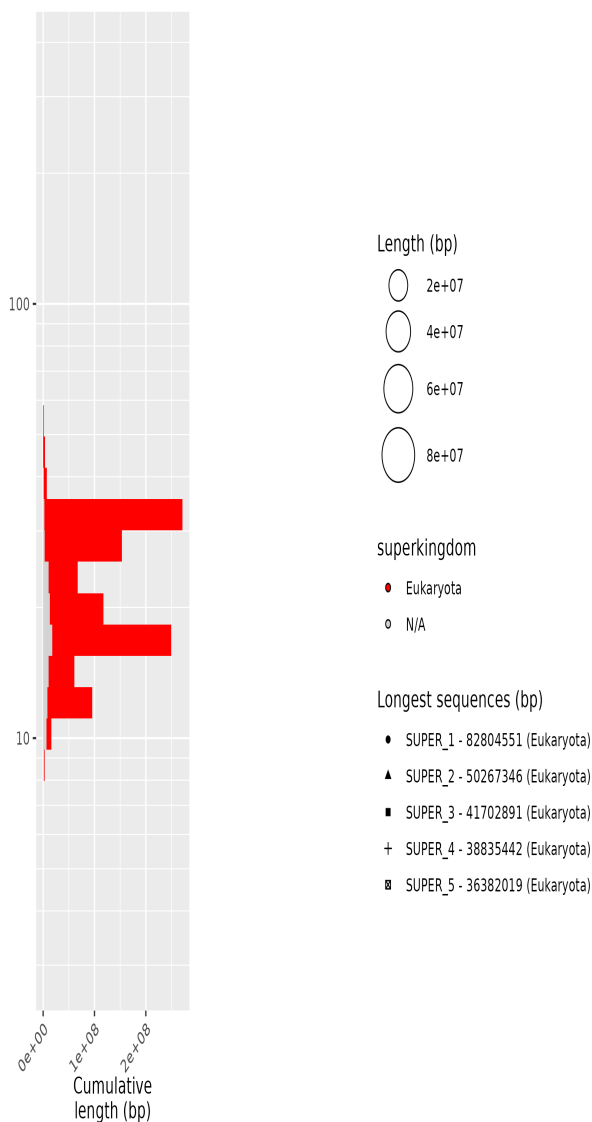 Length (bp)
2e+07
100
4e+07
6e+07
8e+07
superkingdom
Eukaryota
N/A
Longest sequences (bp)
10
SUPER_1 - 82804551 (Eukaryota)
SUPER_2 - 50267346 (Eukaryota)
SUPER_3 - 41702891 (Eukaryota)
SUPER_4 - 38835442 (Eukaryota)
SUPER_5 - 36382019 (Eukaryota)
0e+00 1e+08 2e+08
Cumulative
length (bp)